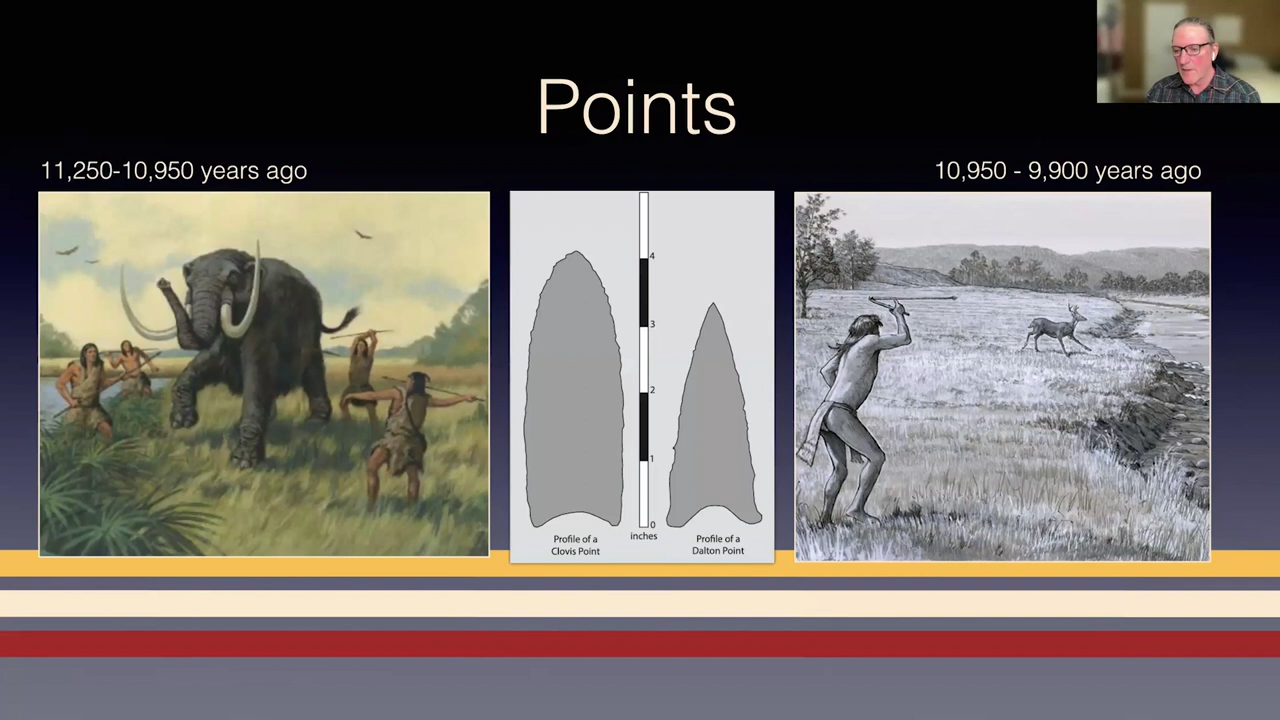 Points
11,250-10,950 years ago
10,950 - 9,900 years ago
4
3
2
1
0
inches
Profile of a
Clovis Point
Profile of a
Dalton Point